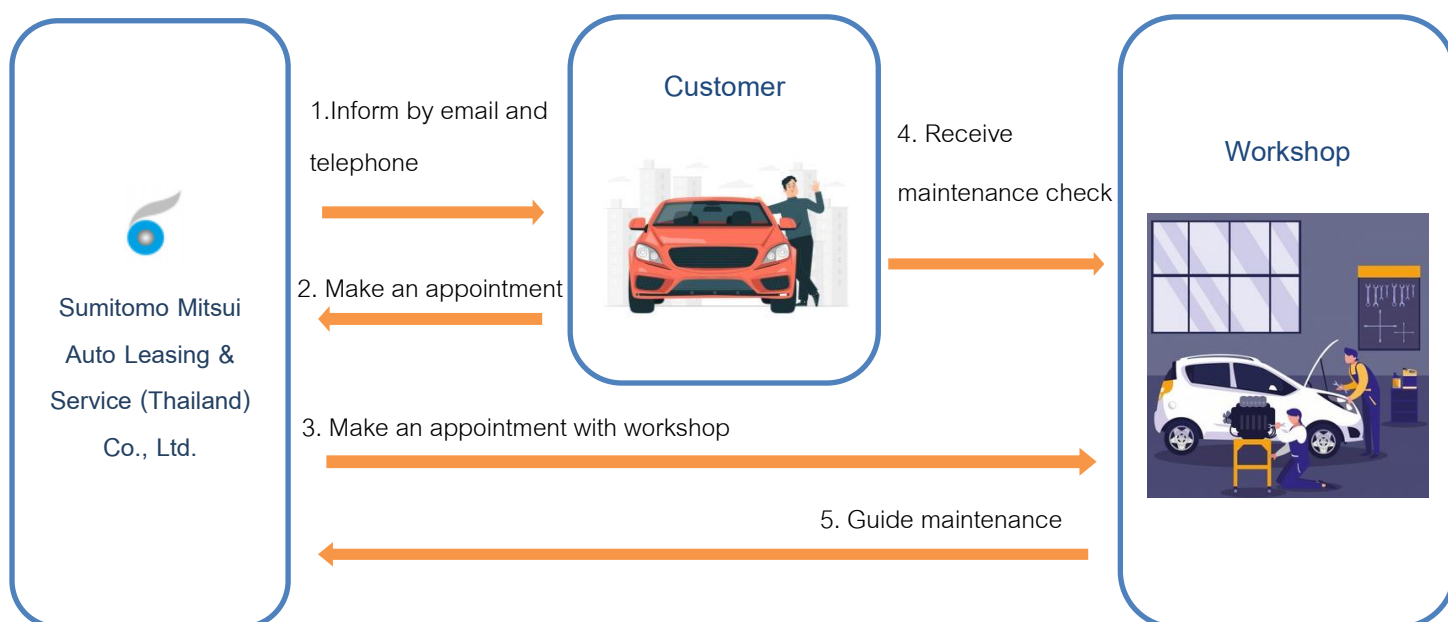 Sumitomo Mitsui
Auto Leasing &
Service (Thailand)
Co., Ltd.
1.Inform by email and
telephone
2. Make an appointment
3. Make an appointment with workshop
Customer
4. Receive
maintenance check
5. Guide maintenance
Workshop